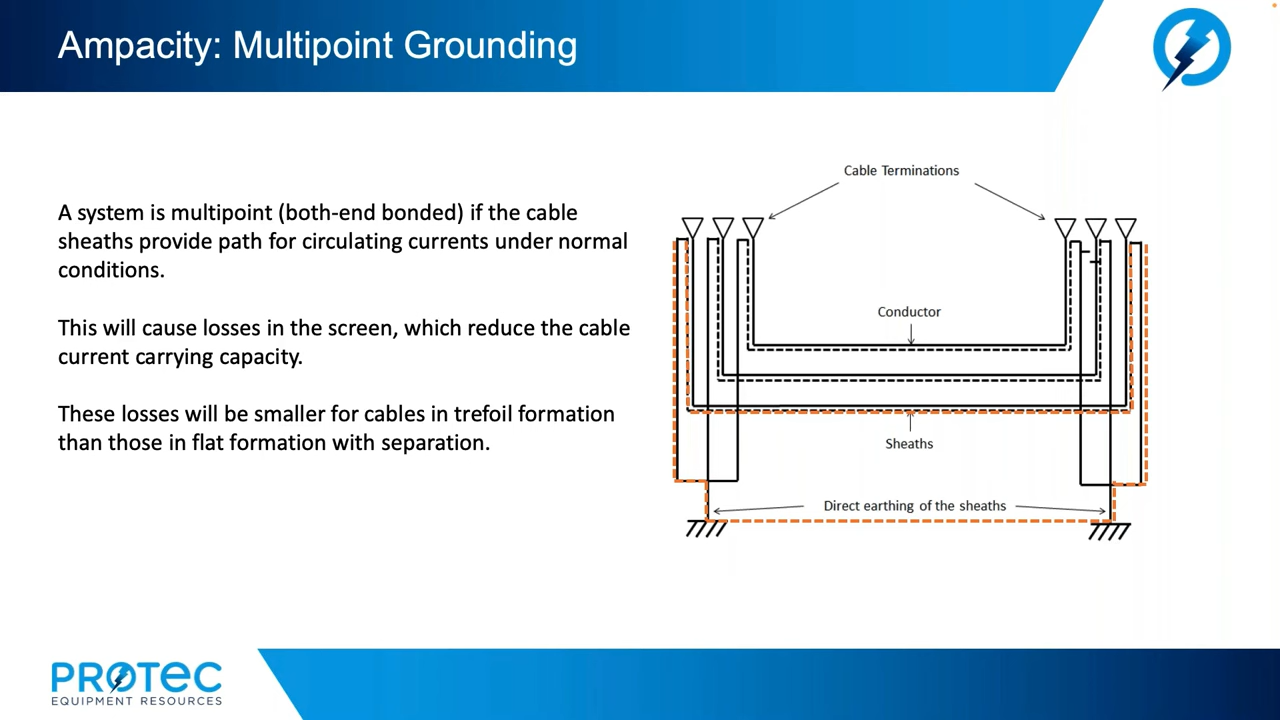 Ampacity: Multipoint Grounding
A system is multipoint (both-end bonded) if the cable
sheaths provide path for circulating currents under normal
conditions.
This will cause losses in the screen, which reduce the cable
current carrying capacity.
These losses will be smaller for cables in trefoil formation
than those in flat formation with separation.
Cable Terminations
Conductor
Sheaths
Direct earthing of the sheaths
PROTEC
EQUIPMENT RESOURCES